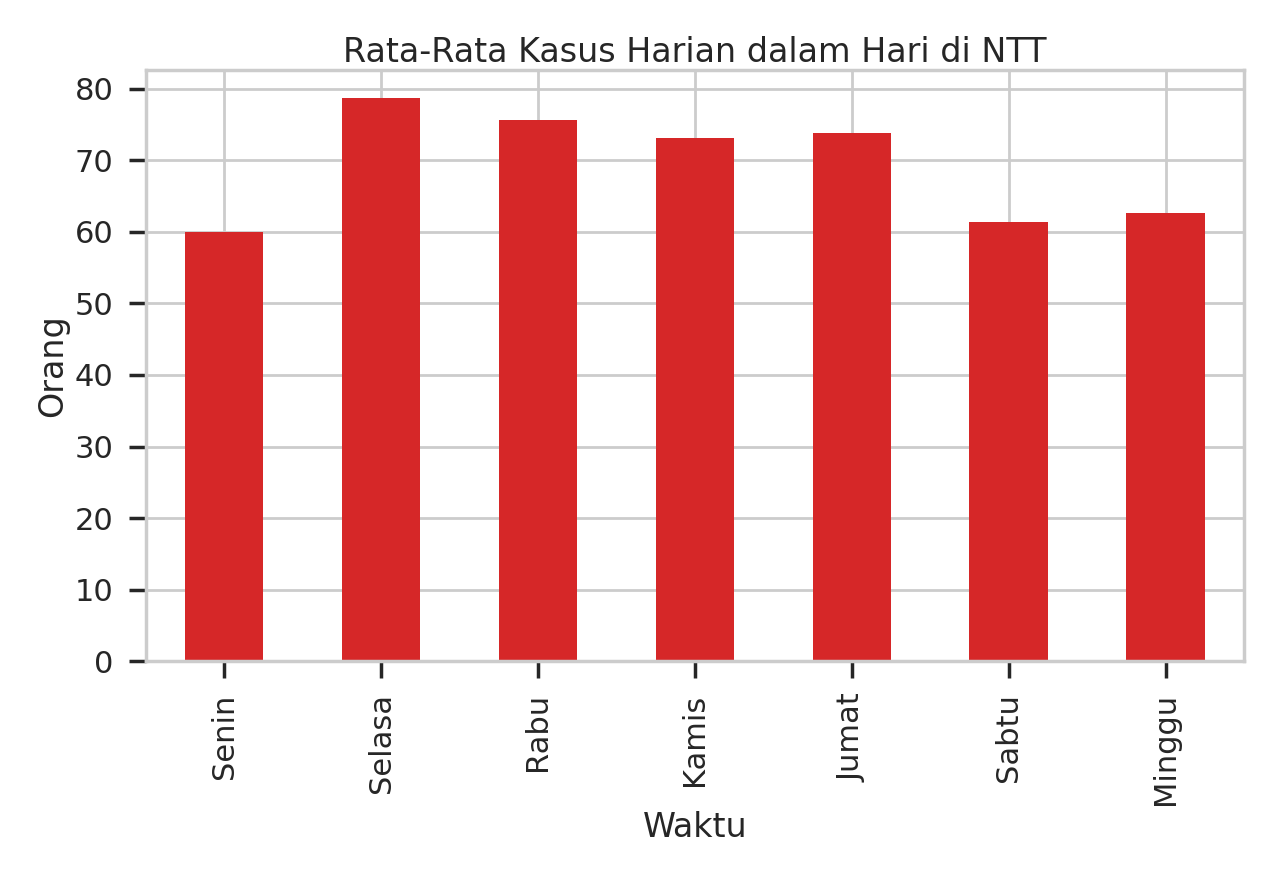 Rata-Rata Kasus Harian dalam Hari di NTT
80
70
60
50
40
30
20
10
0
Orang
Senin
Selasa
Rabu
Kamis
Jumat
Sabtu
Minggu
Waktu